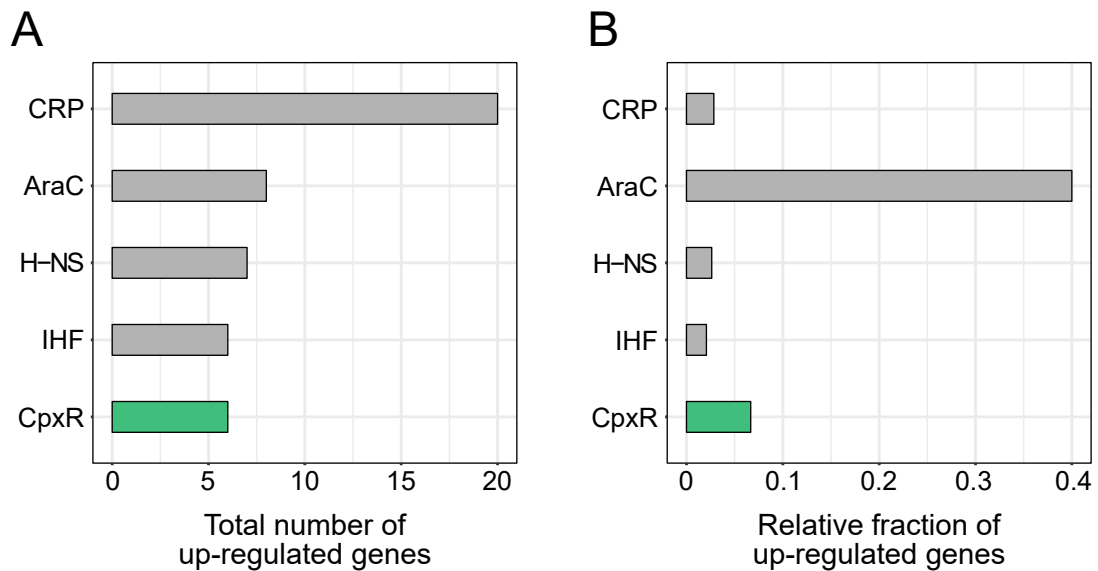 A
CRP
AraC
H–NS
IHF
CpxR
0 5 10 15 20
Total number of
up-regulated genes
B
CRP
AraC
H–NS
IHF
CpxR
0 0.1 0.2 0.3 0.4
Relative fraction of
up-regulated genes